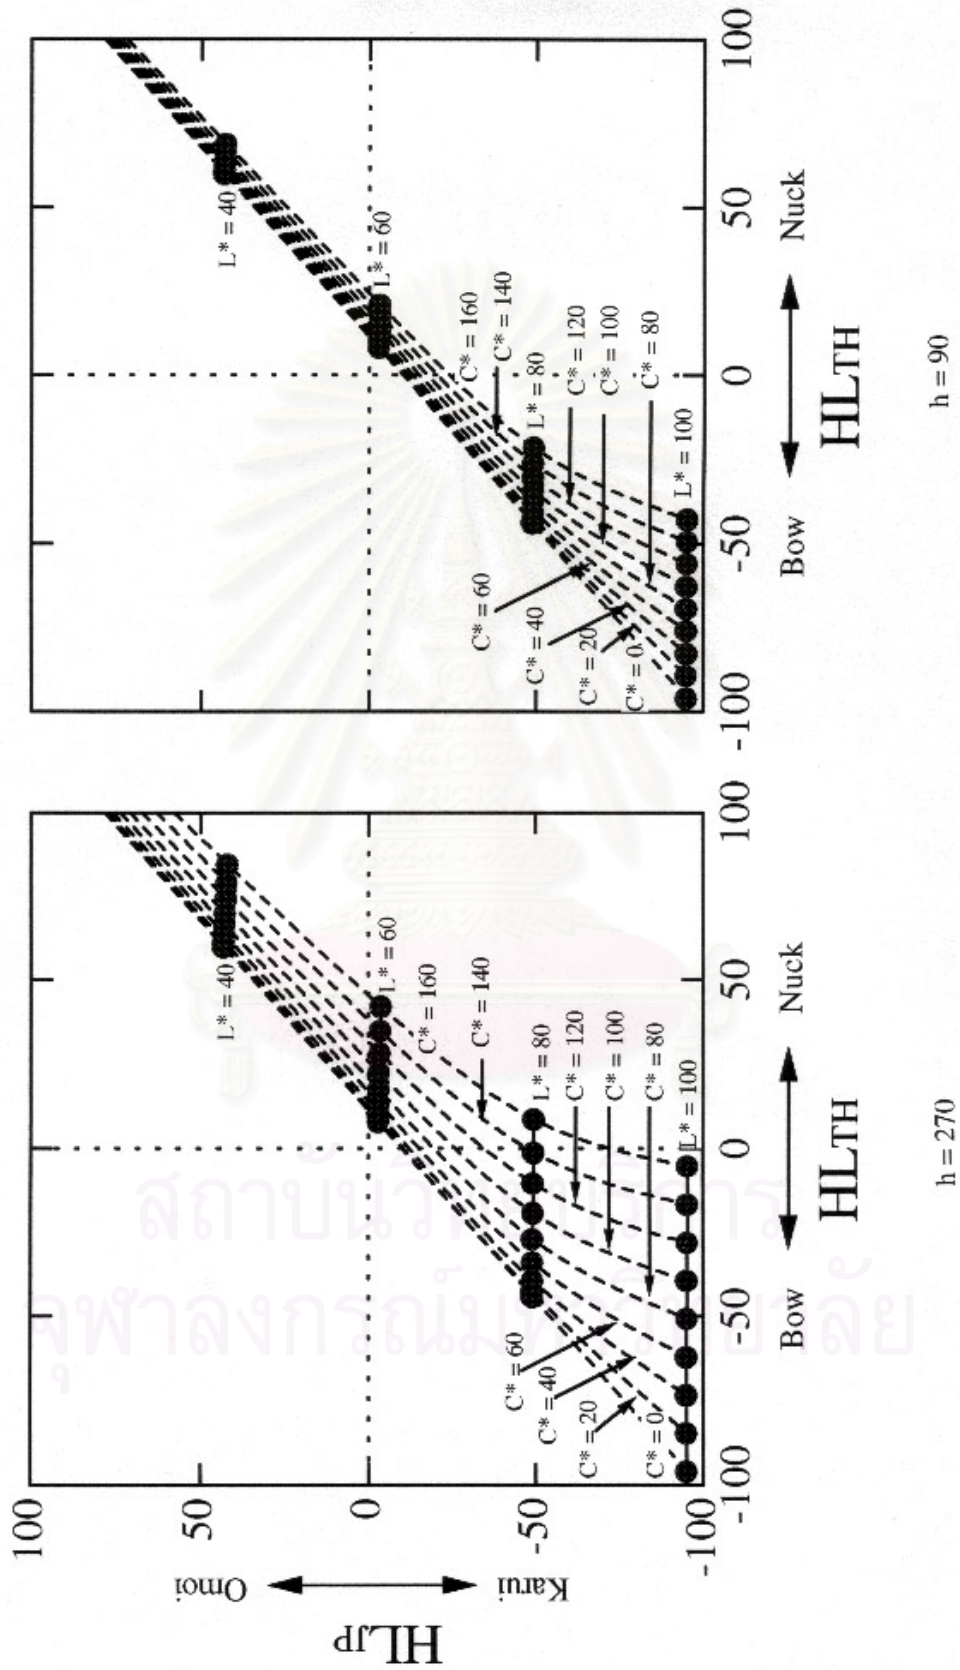 HLJP
Karui
Omoi
100
50
0
-50
-100
-100
-50
0
50
100
L* = 40
L* = 60
C* = 160
C* = 140
L* = 80
C* = 120
C* = 100
C* = 80
L* = 100
C* = 60
C* = 40
C* = 20
C* = 0
Bow
Nuck
HLTH
h = 270
-100
-50
0
50
100
L* = 40
L* = 60
C* = 160
C* = 140
L* = 80
C* = 120
C* = 100
C* = 80
L* = 100
C* = 60
C* = 40
C* = 20
C* = 0
Bow
Nuck
HLTH
h = 90
สถาบันวิทยบริการ
จุฬาลงกรณ์มหาวิทยาลัย